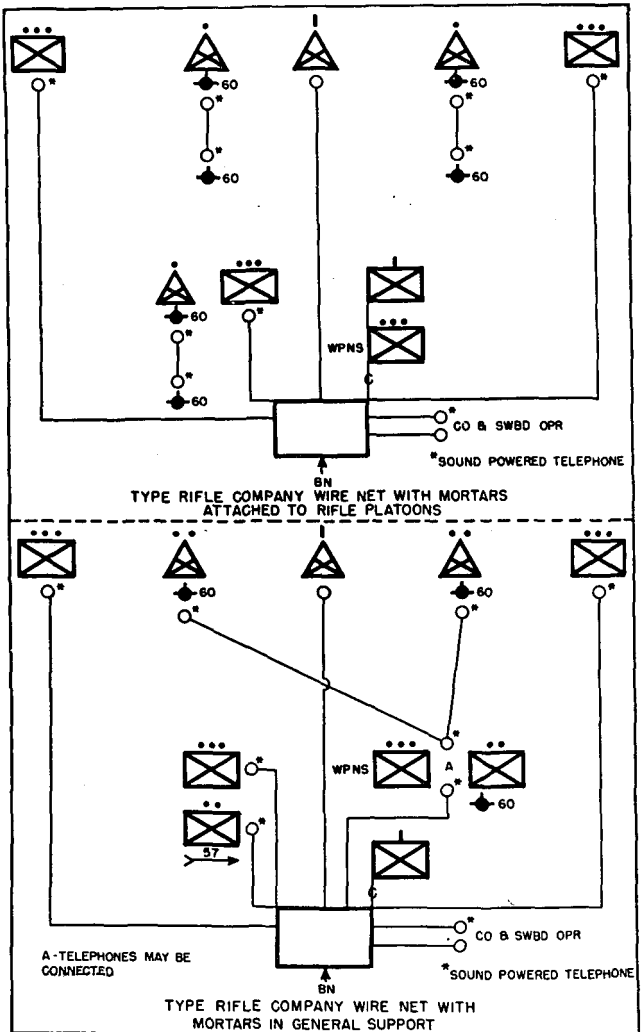 * *
60 60
* *
* *
60 60
60
*
WPNS
*
*
60
* CO & SWBD OPR
*SOUND POWERED TELEPHONE
BN
TYPE RIFLE COMPANY WIRE NET WITH MORTARS
ATTACHED TO RIFLE PLATOONS
60 60
* * * *
*
* WPNS A
*
60
*
57
* CO & SWBD OPR
A-TELEPHONES MAY BE
CONNECTED
*SOUND POWERED TELEPHONE
BN
TYPE RIFLE COMPANY WIRE NET WITH
MORTARS IN GENERAL SUPPORT